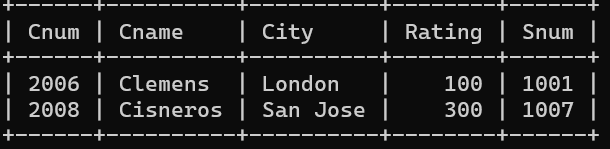 +------+----------+----------+--------+------+
| Cnum | Cname    | City     | Rating | Snum |
+------+----------+----------+--------+------+
| 2006 | Clemens  | London   |    100 | 1001 |
| 2008 | Cisneros | San Jose |    300 | 1007 |
+------+----------+----------+--------+------+